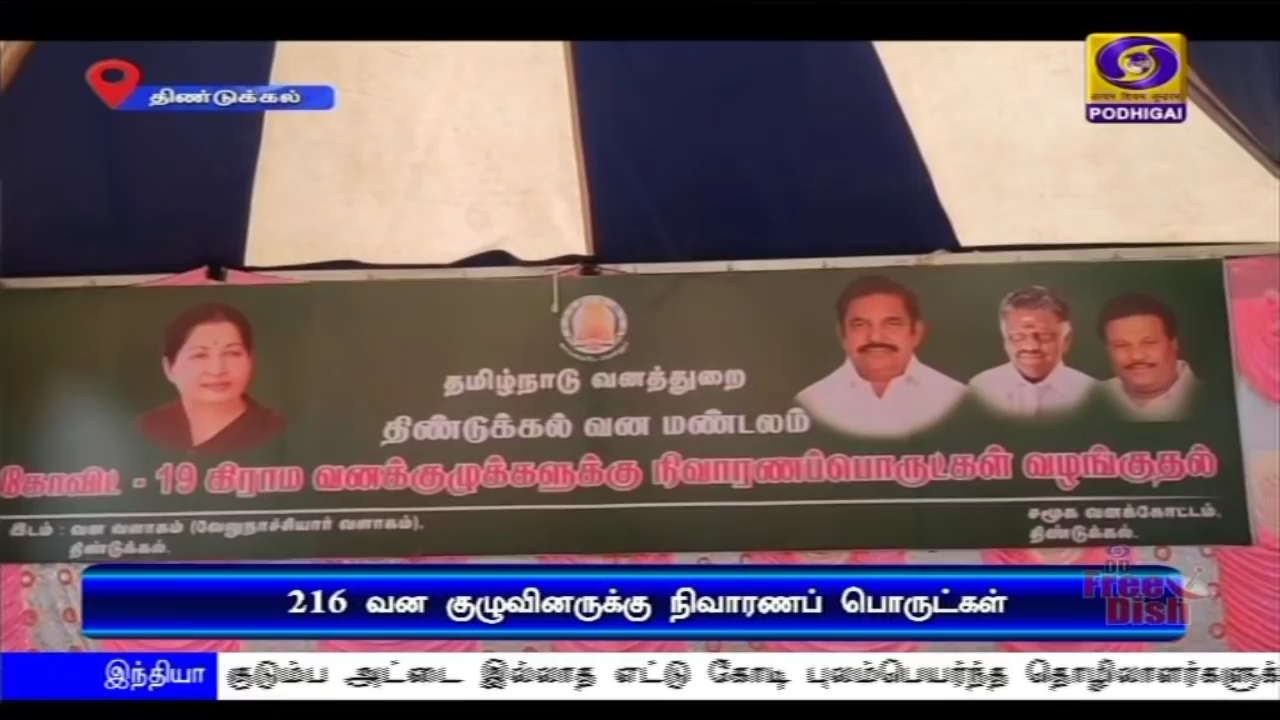 திண்டுக்கல்
PODHIGAI
தமிழ்நாடு வனத்துறை
திண்டுக்கல் வன மண்டலம்
கோவிட் - 19 கிராம வனக்குழுக்களுக்கு நிவாரணப்பொருட்கள் வழங்குதல்
இடம் : வன வளாகம் (வேலுநாச்சியார் வளாகம்),
திண்டுக்கல்.
சமூக வனக்கோட்டம்,
திண்டுக்கல்.
DD
Free
Dish
216 வன குழுவினருக்கு நிவாரணப் பொருட்கள்
இந்தியா
குடும்ப அட்டை இல்லாத எட்டு கோடி புலம்பெயர்ந்த தொழிலாளர்களுக்